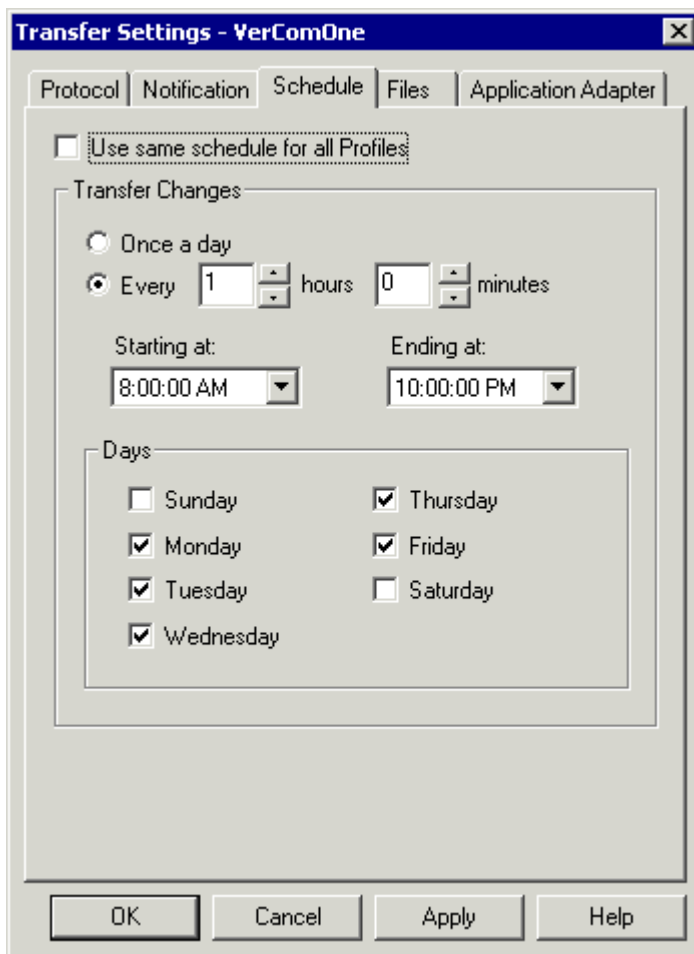 Transfer Settings - VerComOne
Protocol Notification Schedule Files Application Adapter
Use same schedule for all Profiles
Transfer Changes
Once a day
Every 1 hours 0 minutes
Starting at: Ending at:
8:00:00 AM 10:00:00 PM
Days
Sunday Thursday
Monday Friday
Tuesday Saturday
Wednesday
OK Cancel Apply Help